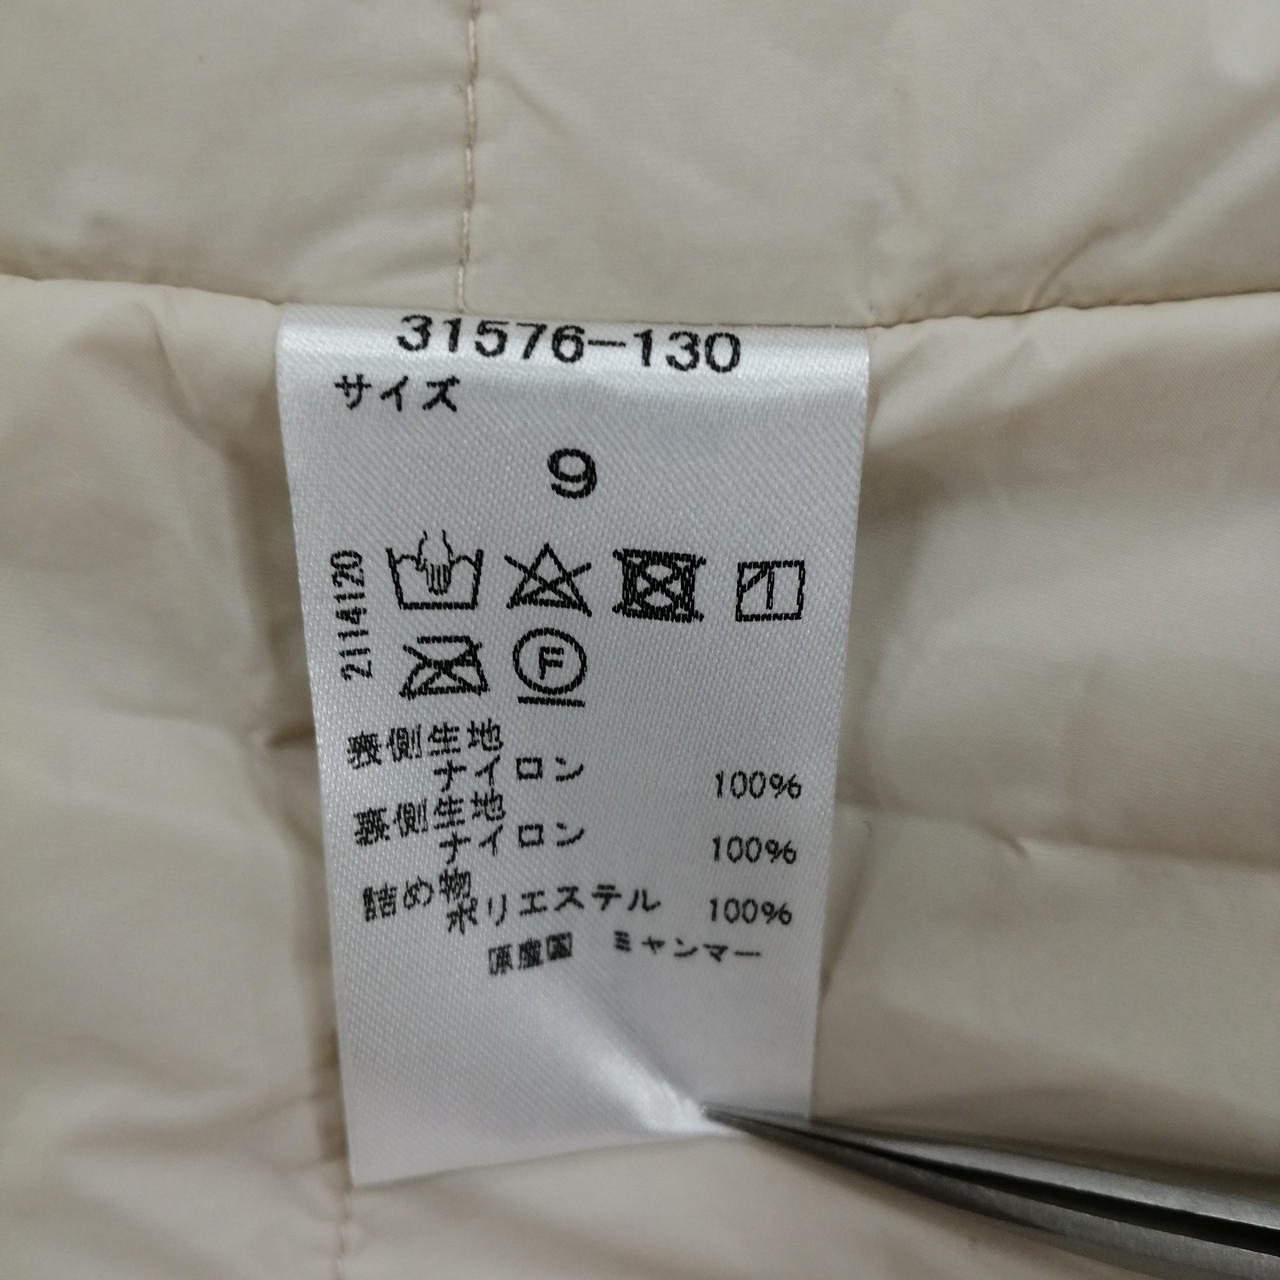 31576-130
サイズ
9
2114120
F
表側生地
ナイロン 100%
裏側生地
ナイロン 100%
詰め物
ポリエステル 100%
原産国 ミャンマー